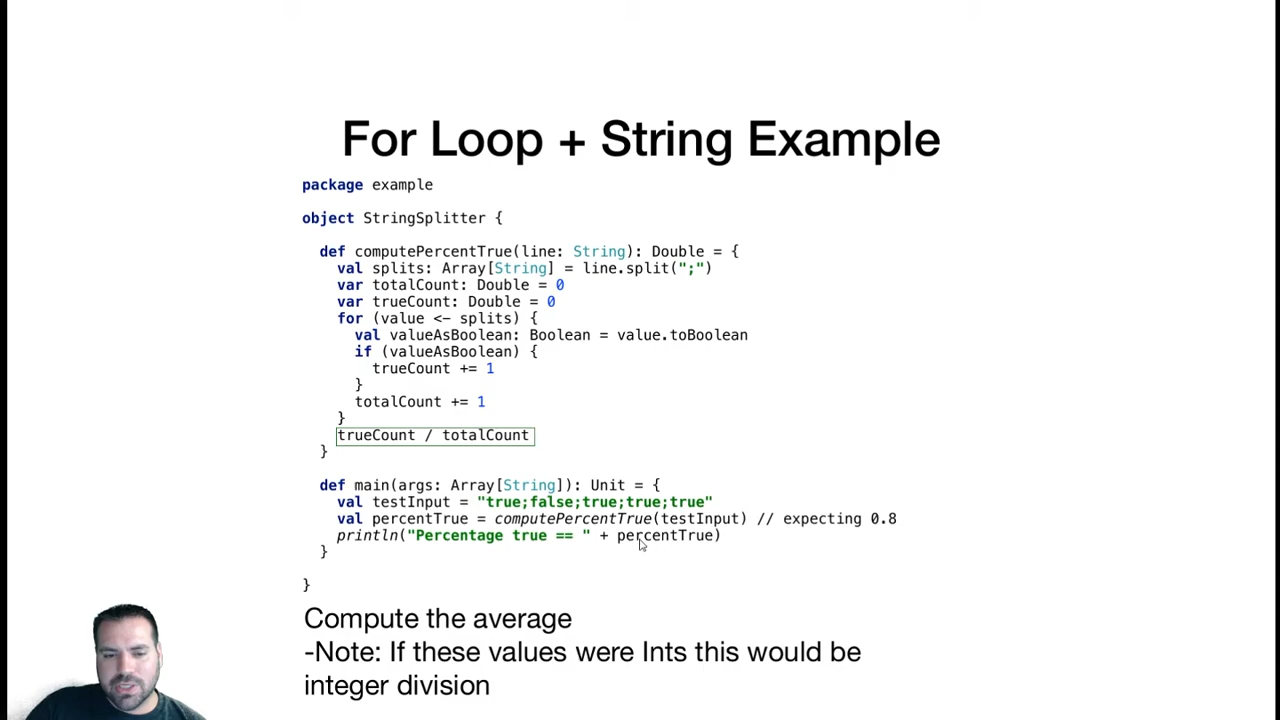 For Loop + String Example
package example
object StringSplitter {
def computePercentTrue(line: String): Double = {
val splits: Array[String] = line.split(";")
var totalCount: Double = 0
var trueCount: Double = 0
for (value <- splits) {
val valueAsBoolean: Boolean = value.toBoolean
if (valueAsBoolean) {
trueCount += 1
}
totalCount += 1
}
trueCount / totalCount
}
def main(args: Array[String]): Unit = {
val testInput = "true;false;true;true;true"
val percentTrue = computePercentTrue(testInput) // expecting 0.8
println("Percentage true == " + percentTrue)
}
}
Compute the average
-Note: If these values were Ints this would be
integer division